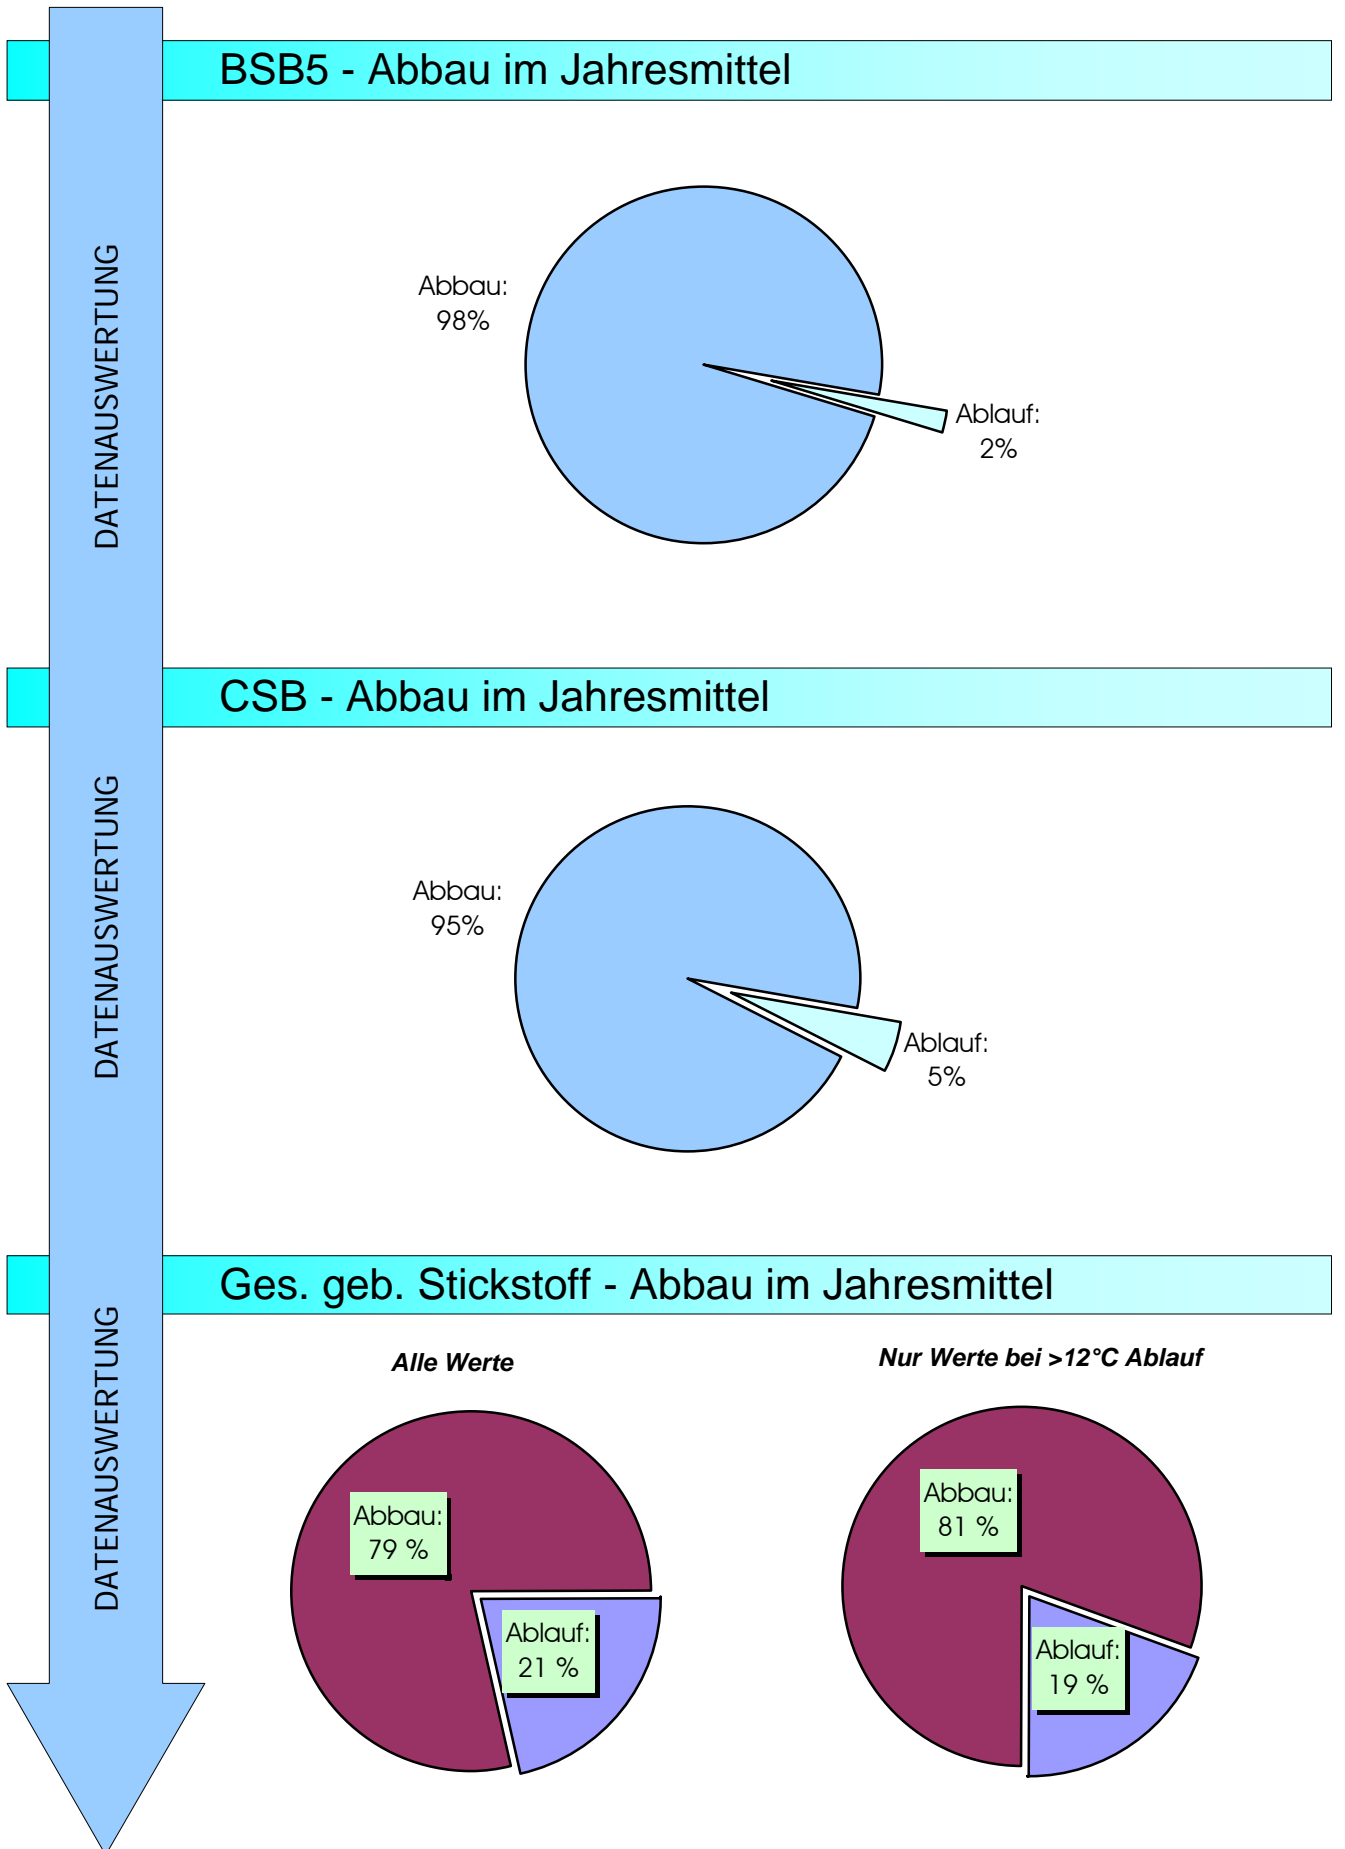 BSB5 - Abbau im Jahresmittel
DATENAUSWERTUNG
Abbau:
98%
Ablauf:
2%
CSB - Abbau im Jahresmittel
DATENAUSWERTUNG
Abbau:
95%
Ablauf:
5%
Ges. geb. Stickstoff - Abbau im Jahresmittel
DATENAUSWERTUNG
Alle Werte
Abbau:
79 %
Ablauf:
21 %
Nur Werte bei >12°C Ablauf
Abbau:
81 %
Ablauf:
19 %